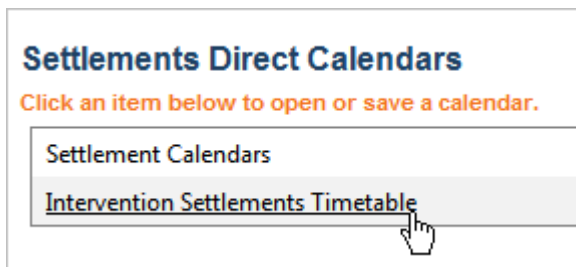 Settlements Direct Calendars
Click an item below to open or save a calendar.
Settlement Calendars
Intervention Settlements Timetable